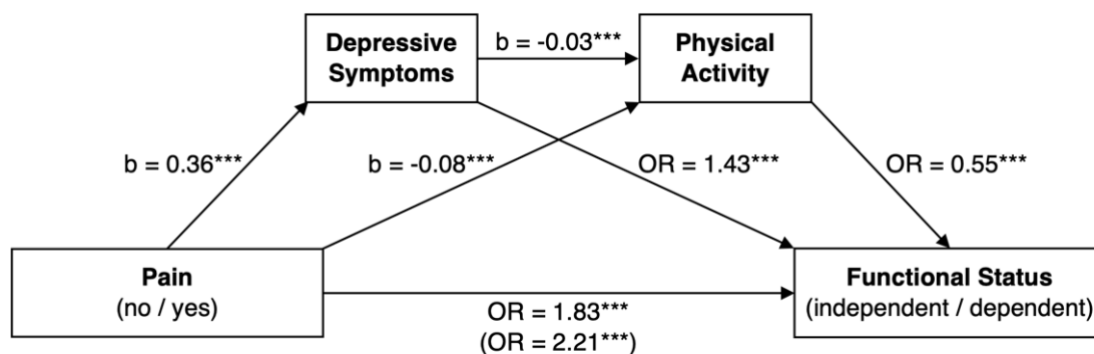 Depressive
Symptoms
b = -0.03***
Physical
Activity
b = 0.36***
b = -0.08***
OR = 1.43***
OR = 0.55***
Pain
(no / yes)
Functional Status
(independent / dependent)
OR = 1.83***
(OR = 2.21***)